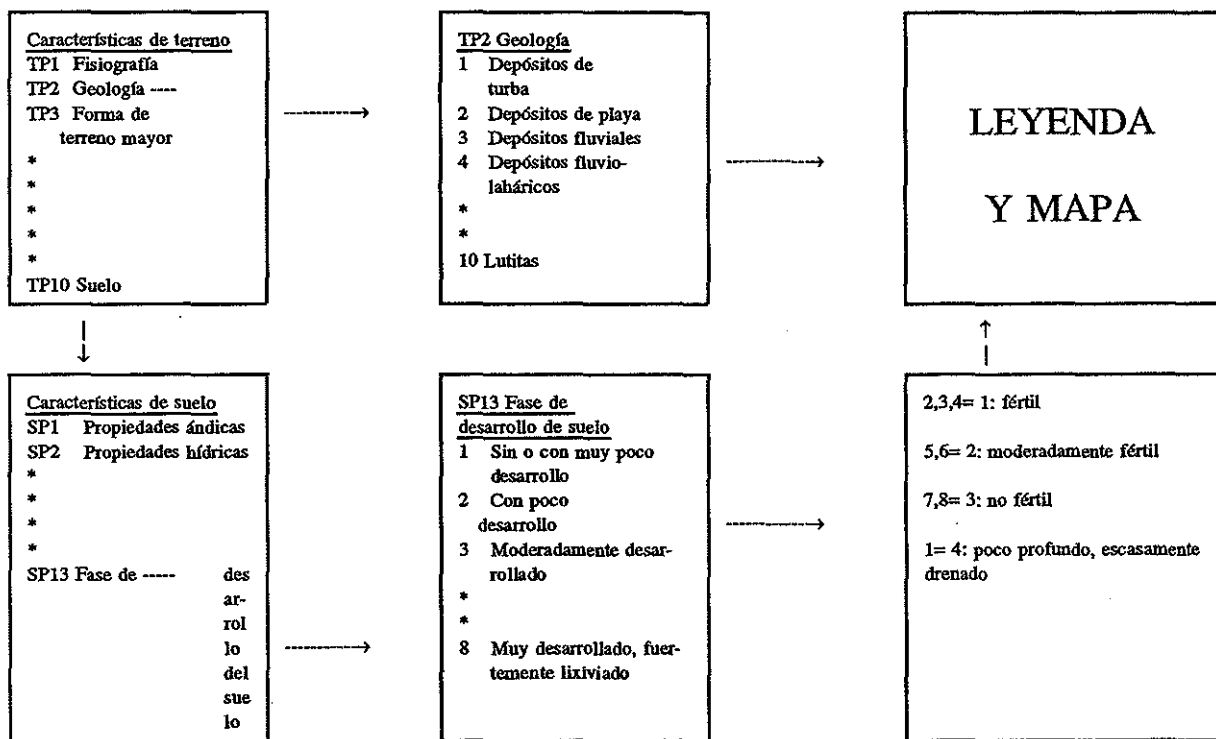 Características de terreno
TP1 Fisiografía
TP2 Geología ----
TP3 Forma de
terreno mayor
*
*
*
*
*
TP10 Suelo
TP2 Geología
1 Depósitos de
turba
2 Depósitos de playa
3 Depósitos fluviales
4 Depósitos fluvio-
laháricos
*
*
10 Lutitas
LEYENDA
Y MAPA
Características de suelo
SP1 Propiedades ándicas
SP2 Propiedades hídricas
*
*
*
*
SP13 Fase de ----- des
ar-
rol
lo
del
sue
lo
SP13 Fase de
desarrollo de suelo
1 Sin o con muy poco
desarrollo
2 Con poco
desarrollo
3 Moderadamente desar-
rollado
*
*
8 Muy desarrollado, fuer-
temente lixiviado
2,3,4= 1: fértil
5,6= 2: moderadamente fértil
7,8= 3: no fértil
1= 4: poco profundo, escasamente
drenado